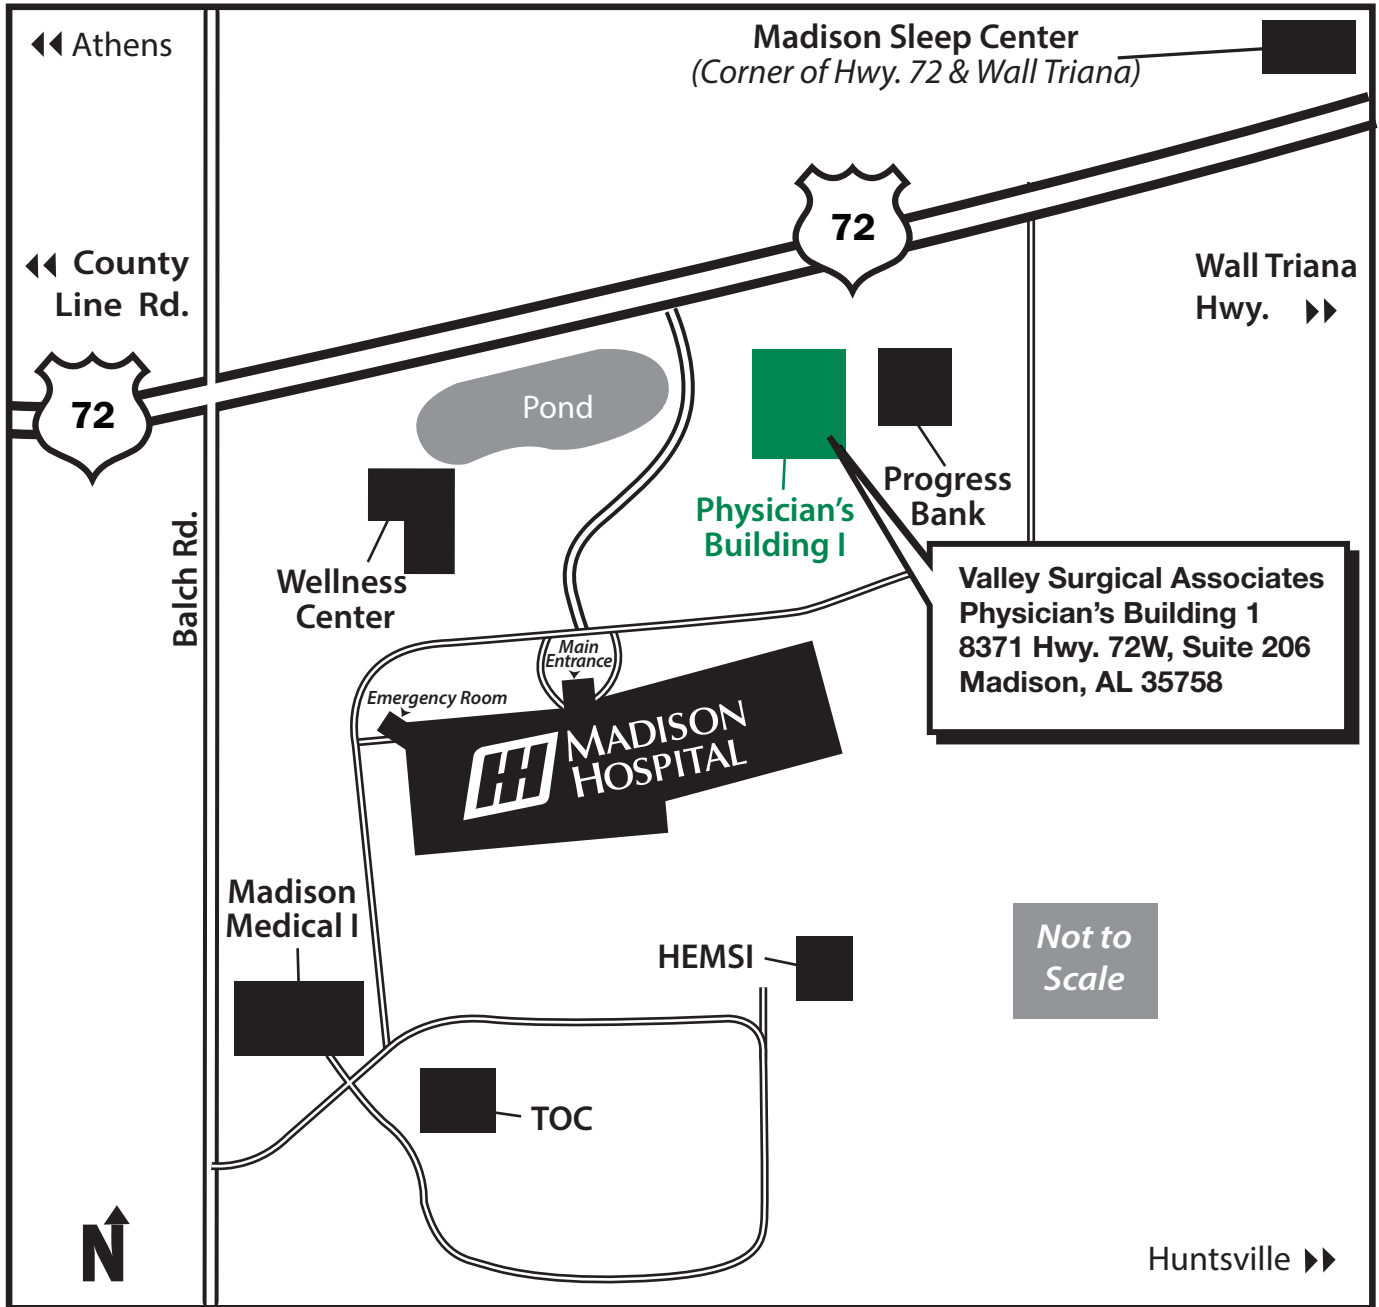 Athens
Madison Sleep Center
(Corner of Hwy. 72 & Wall Triana)
72
County
Line Rd.
Wall Triana
Hwy.
72
Pond
Progress
Bank
Physician's
Building I
Balch Rd.
Wellness
Center
Valley Surgical Associates
Physician's Building 1
8371 Hwy. 72W, Suite 206
Madison, AL 35758
Main
Entrance
Emergency Room
MADISON
HOSPITAL
Madison
Medical I
HEMSI
Not to
Scale
TOC
N
Huntsville